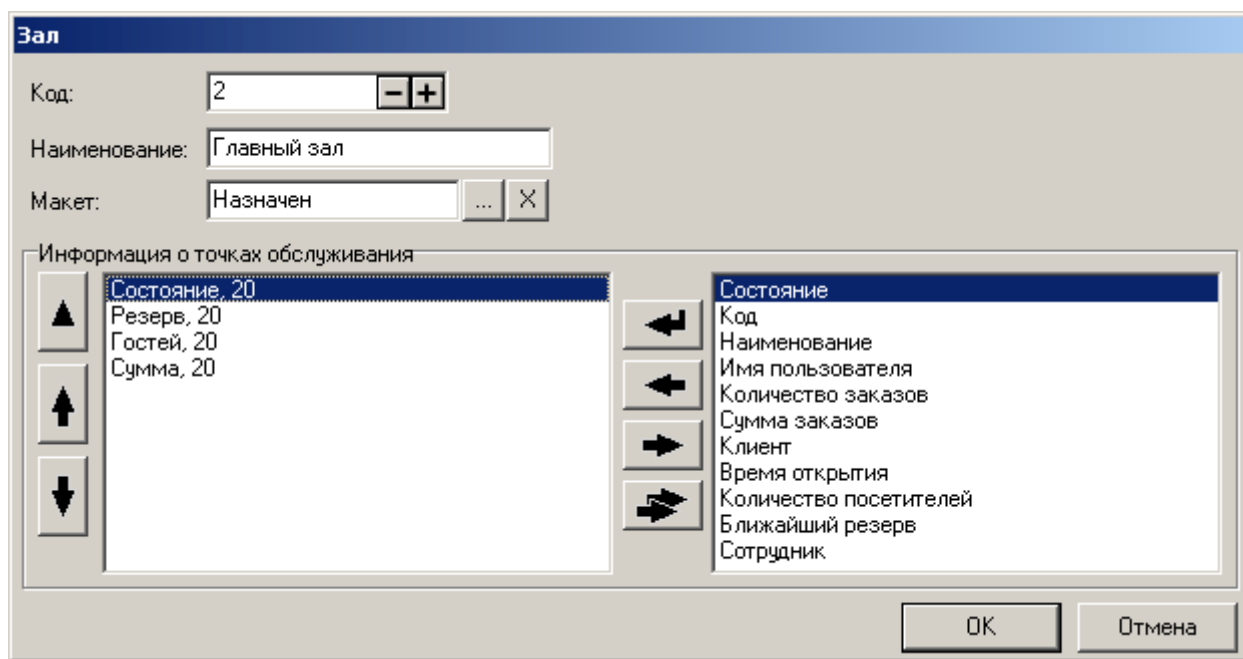 Зал
Код: 2
Наименование: Главный зал
Макет: Назначен ... X
Информация о точках обслуживания
Состояние, 20
Резерв, 20
Гостей, 20
Сумма, 20
Состояние
Код
Наименование
Имя пользователя
Количество заказов
Сумма заказов
Клиент
Время открытия
Количество посетителей
Ближайший резерв
Сотрудник
OK Отмена